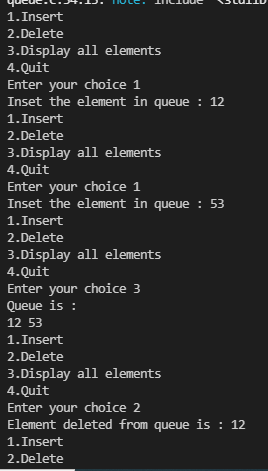 queue.c:34:15: note: include '<stdlib
1.Insert
2.Delete
3.Display all elements
4.Quit
Enter your choice 1
Inset the element in queue : 12
1.Insert
2.Delete
3.Display all elements
4.Quit
Enter your choice 1
Inset the element in queue : 53
1.Insert
2.Delete
3.Display all elements
4.Quit
Enter your choice 3
Queue is :
12 53
1.Insert
2.Delete
3.Display all elements
4.Quit
Enter your choice 2
Element deleted from queue is : 12
1.Insert
2.Delete